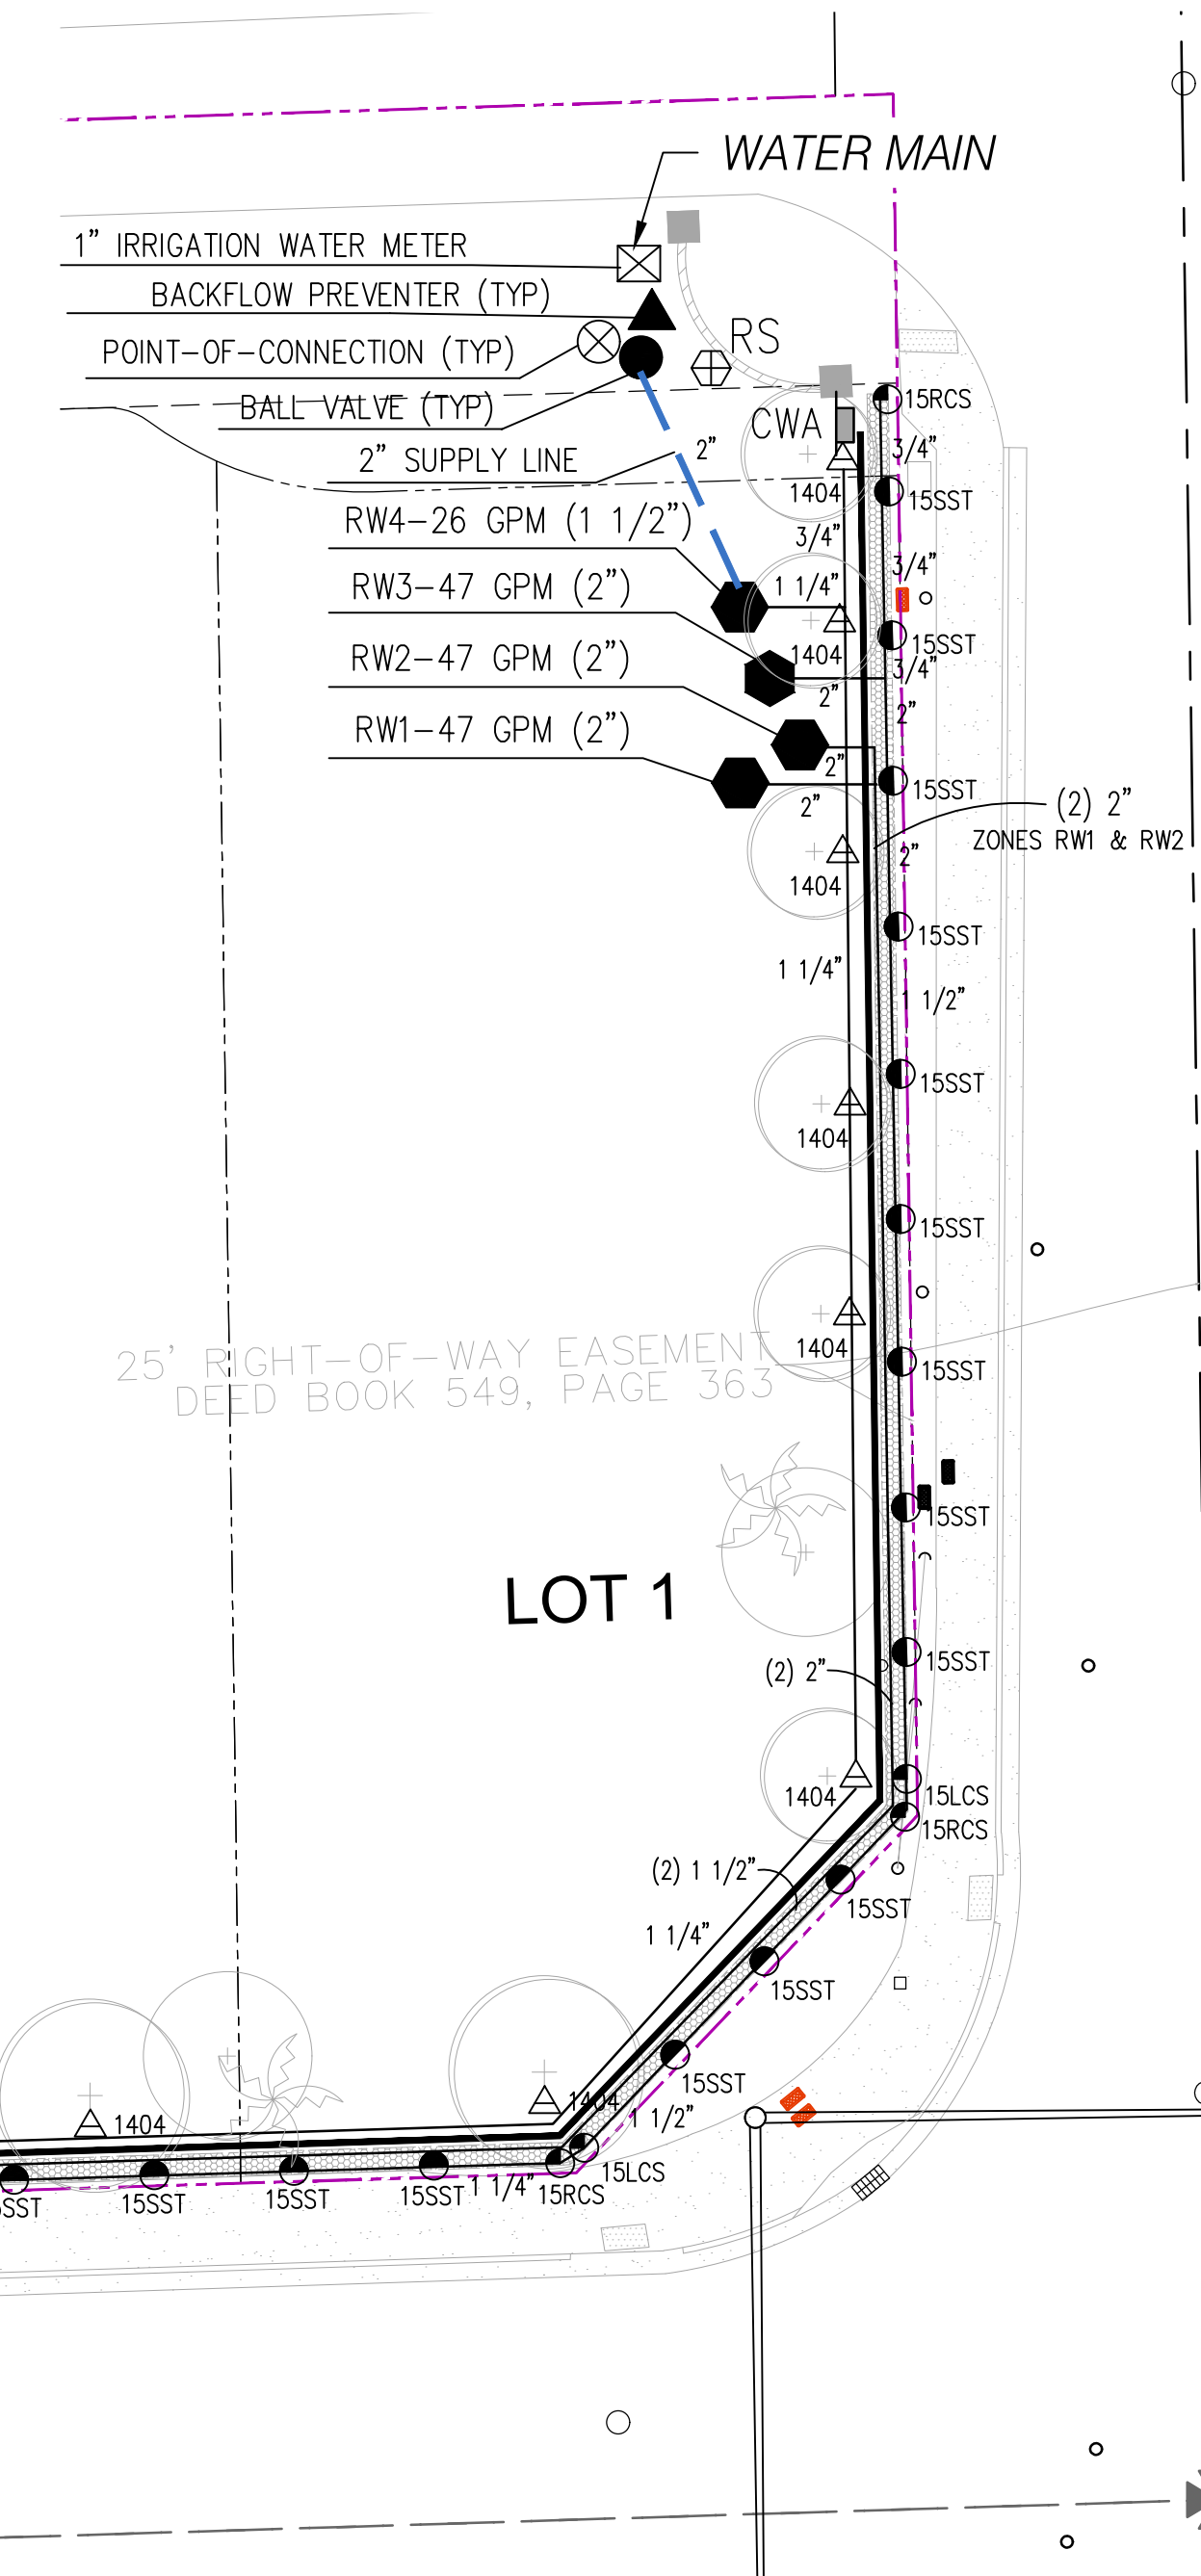 WATER MAIN
1” IRRIGATION WATER METER
BACKFLOW PREVENTER (TYP)
RS
POINT-OF-CONNECTION (TYP)
15RCS
BALL VALVE (TYP)
CWA
3/4”
2”
2” SUPPLY LINE
1404
15SST
RW4-26 GPM (1 1/2”)
3/4”
3/4”
RW3-47 GPM (2”)
1 1/4”
15SST
RW2-47 GPM (2”)
1404
3/4”
2”
2”
RW1-47 GPM (2”)
2”
15SST
2”
(2) 2”
ZONES RW1 & RW2
2”
1404
15SST
1 1/4”
1 1/2”
15SST
1404
15SST
1404
15SST
25’ RIGHT-OF-WAY EASEMENT
DEED BOOK 549, PAGE 363
15SST
LOT 1
15SST
(2) 2”
1404
15LCS
15RCS
(2) 1 1/2”
15SST
1 1/4”
15SST
15SST
1404
1404
1 1/2”
15LCS
15SST
15SST
15SST
1 1/4”
15RCS